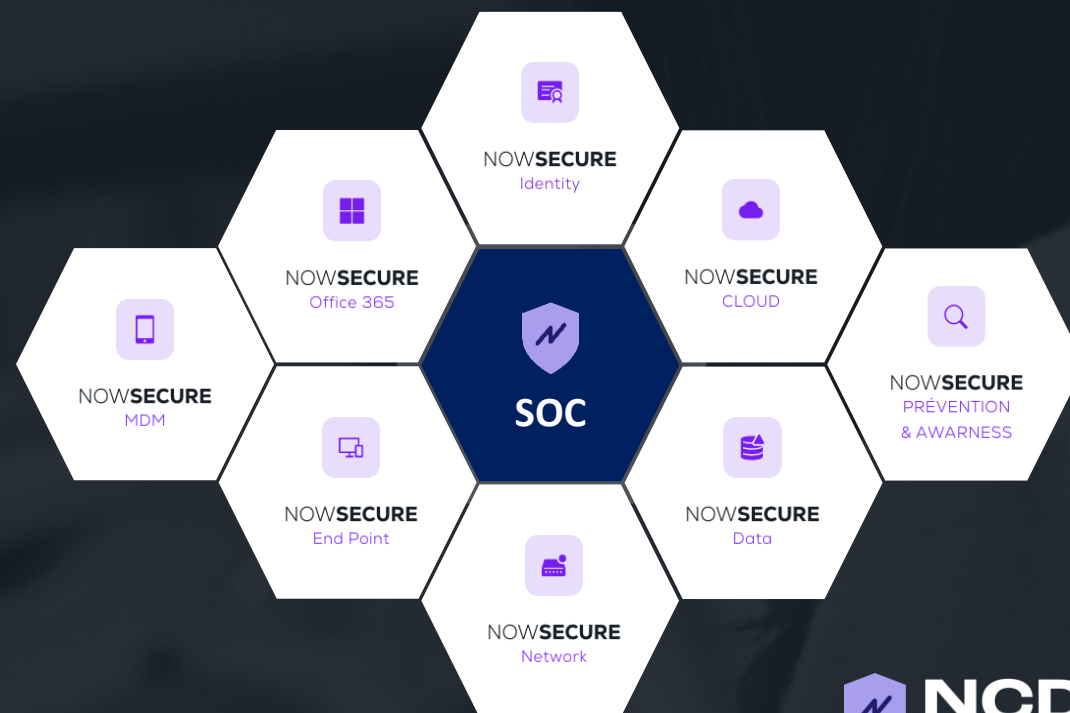 NOWSECURE
Identity
NOWSECURE
Office 365
NOWSECURE
CLOUD
NOWSECURE
MDM
SOC
NOWSECURE
PRÉVENTION
& AWARNESS
NOWSECURE
End Point
NOWSECURE
Data
NOWSECURE
Network